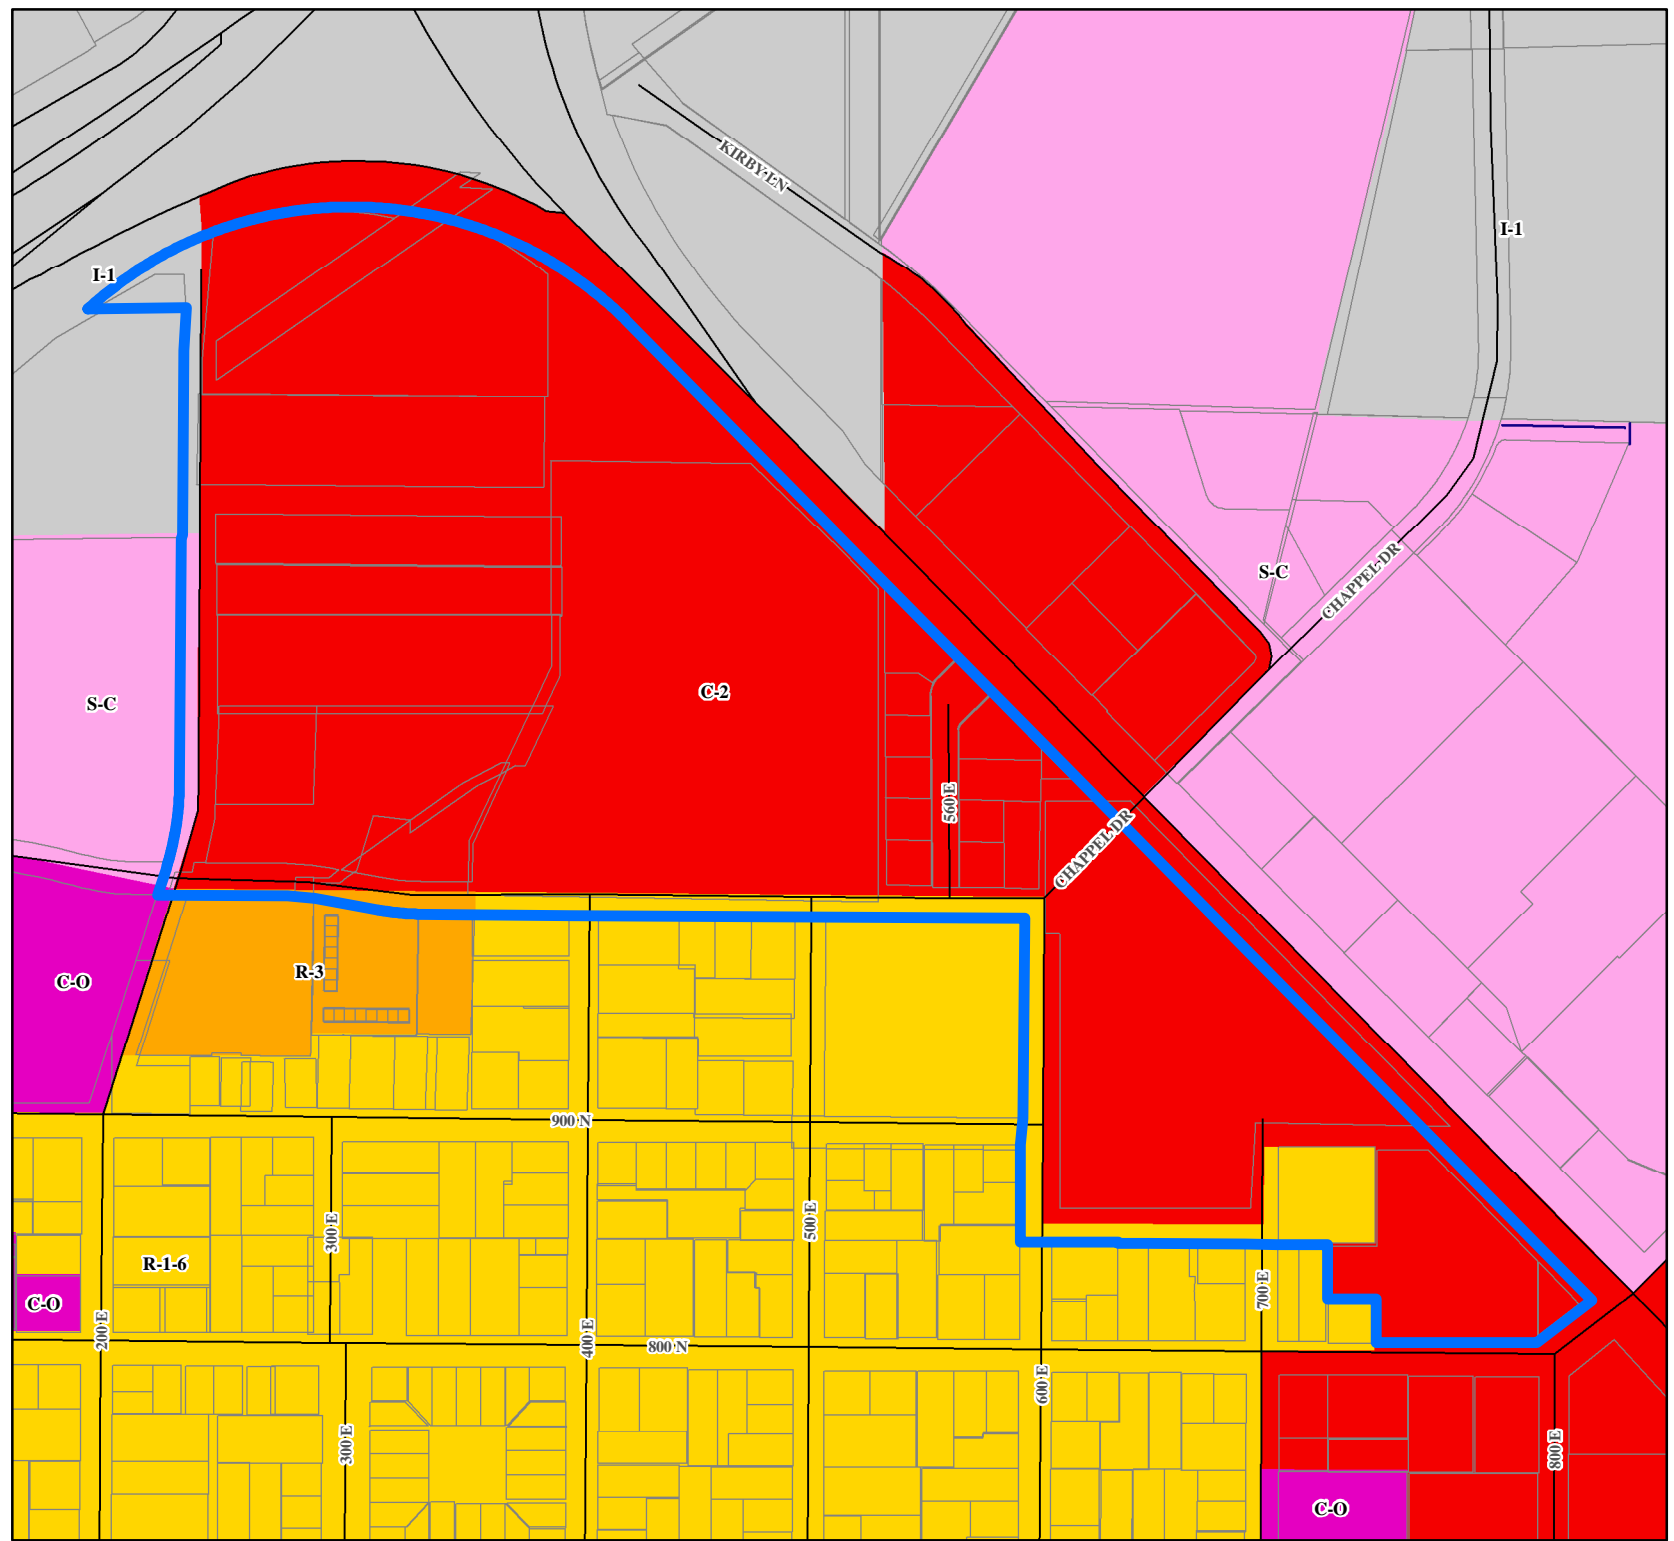 KIRBY LN
I-1
I-1
CHAPPEL DR
S-C
S-C
C-2
560 E
CHAPPEL DR
R-3
C-O
900 N
300 E
500 E
R-1-6
700 E
C-O
200 E
400 E
800 N
600 E
300 E
800 E
C-O